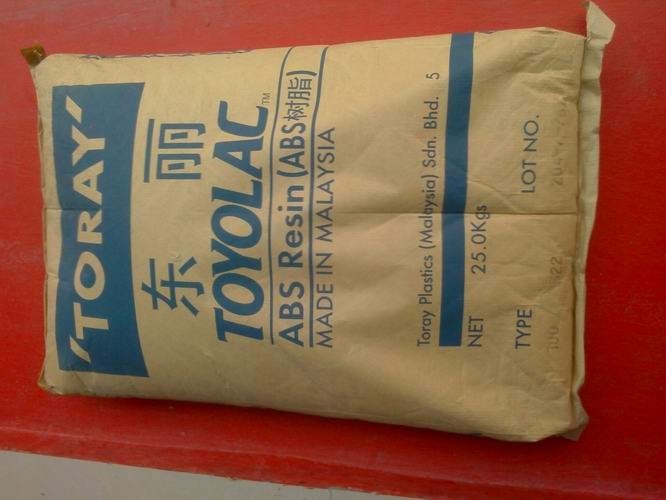 'TORAY'
东丽
TOYOLAC™
ABS Resin (ABS树脂)
MADE IN MALAYSIA
Toray Plastics (Malaysia) Sdn. Bhd. 5
NET 25.0Kgs
TYPE LOT NO.
100